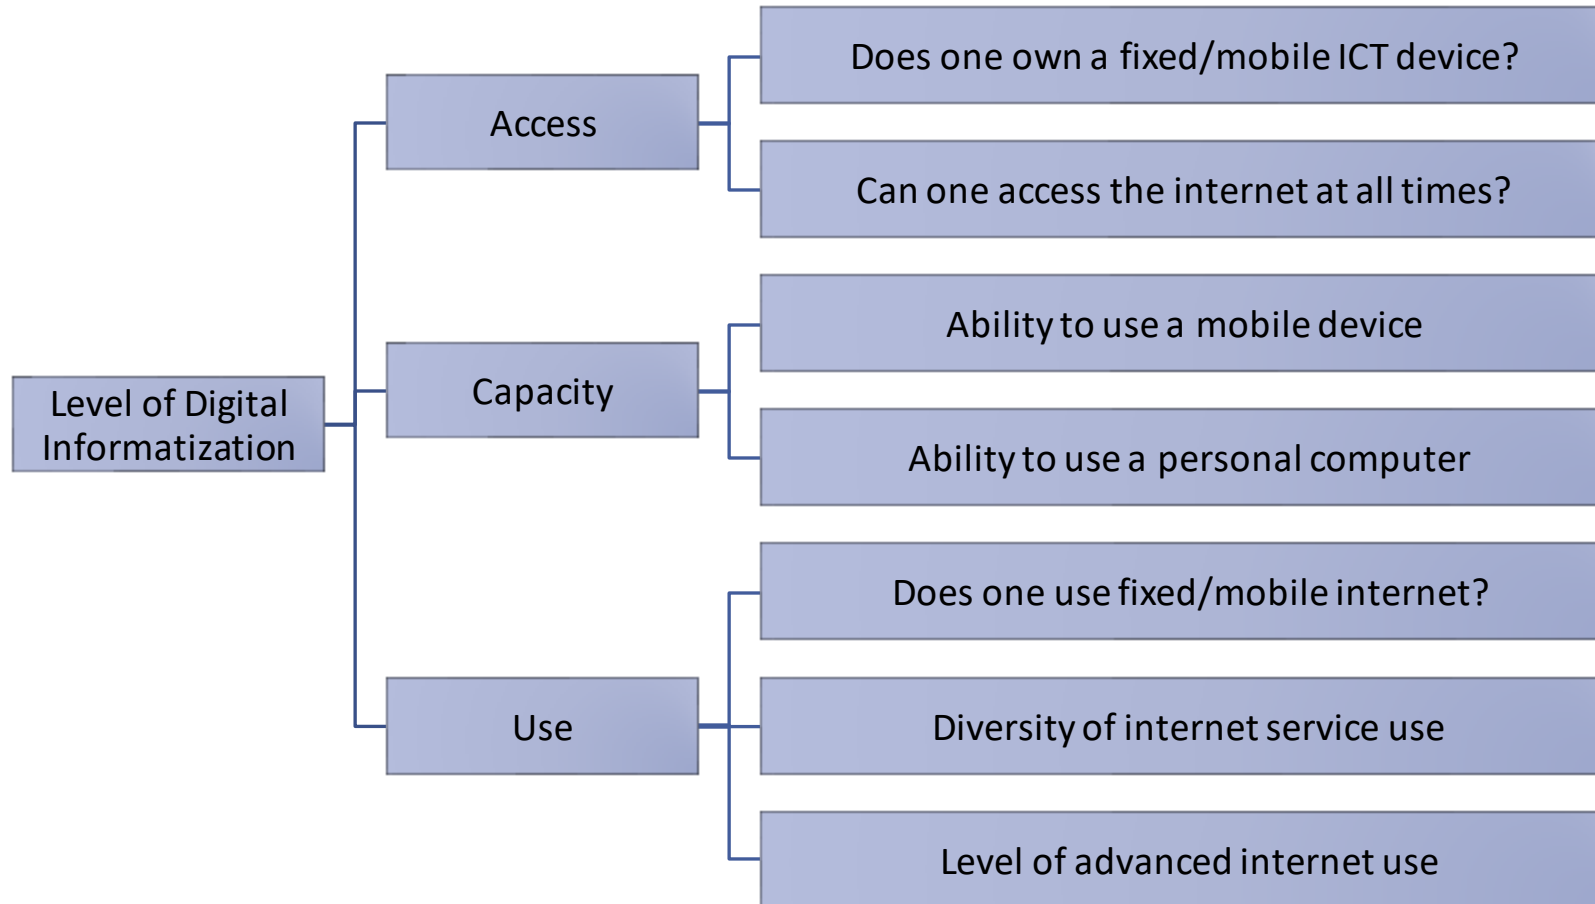 Level of Digital
Informatization
Access
Does one own a fixed/mobile ICT device?
Can one access the internet at all times?
Capacity
Ability to use a mobile device
Ability to use a personal computer
Use
Does one use fixed/mobile internet?
Diversity of internet service use
Level of advanced internet use